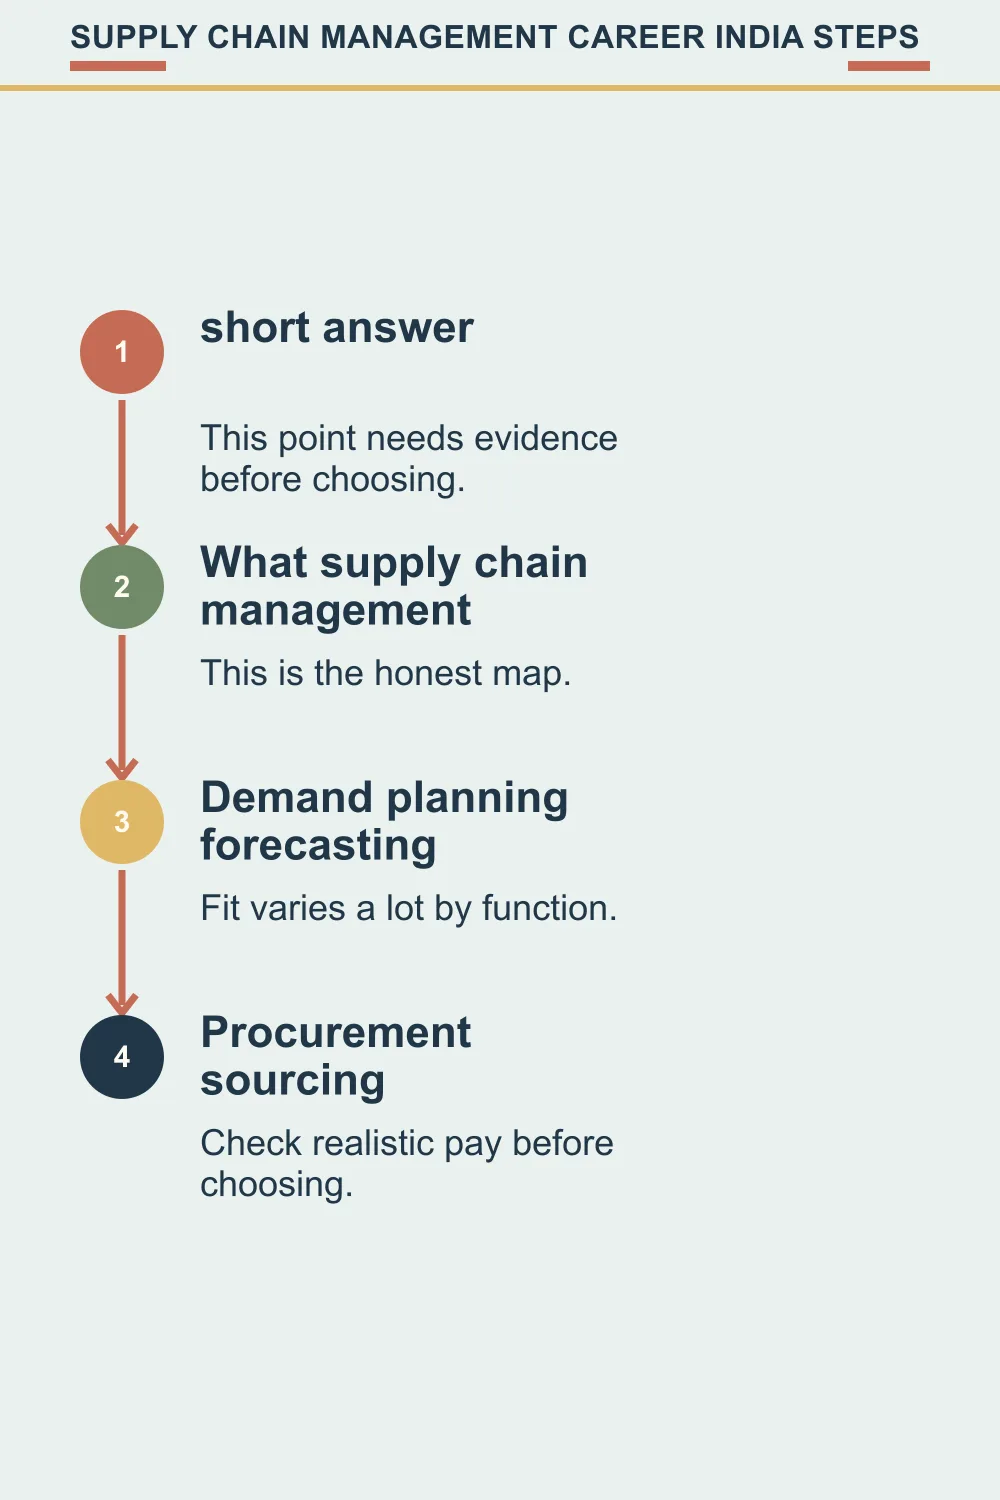 SUPPLY CHAIN MANAGEMENT CAREER INDIA STEPS
1
short answer
This point needs evidence
before choosing.
2
What supply chain
management
This is the honest map.
3
Demand planning
forecasting
Fit varies a lot by function.
4
Procurement
sourcing
Check realistic pay before
choosing.